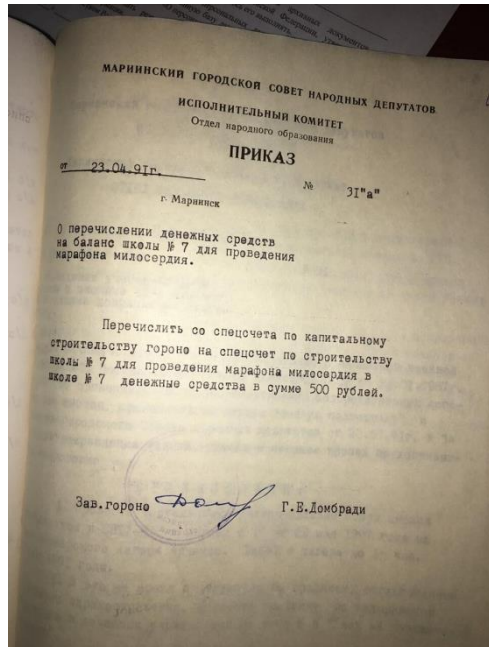 МАРИИНСКИЙ ГОРОДСКОЙ СОВЕТ НАРОДНЫХ ДЕПУТАТОВ
ИСПОЛНИТЕЛЬНЫЙ КОМИТЕТ
Отдел народного образования
ПРИКАЗ
от 23.04.91г. № 31"а"
г. Мариинск
О перечислении денежных средств
на баланс школы № 7 для проведения
марафона милосердия.
Перечислить со спецсчета по капитальному
строительству гороно на спецсчет по строительству
школы № 7 для проведения марафона милосердия в
школе № 7 денежные средства в сумме 500 рублей.
Зав.гороно Г.Е.Домбради